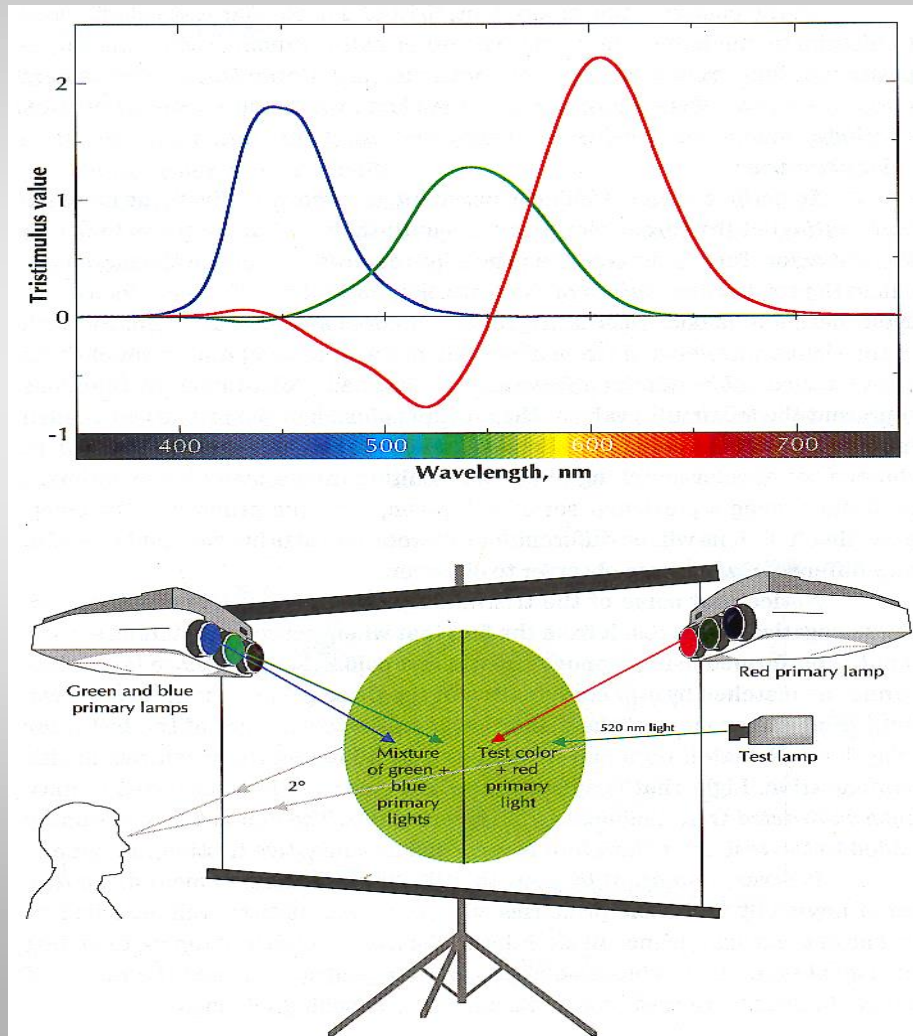 2
1
0
-1
Tristimulus value
400
500
600
700
Wavelength, nm
Green and blue
primary lamps
Red primary lamp
520 nm light
Test lamp
Mixture
of green +
blue
primary
lights
Test color
+ red
primary
light
2°